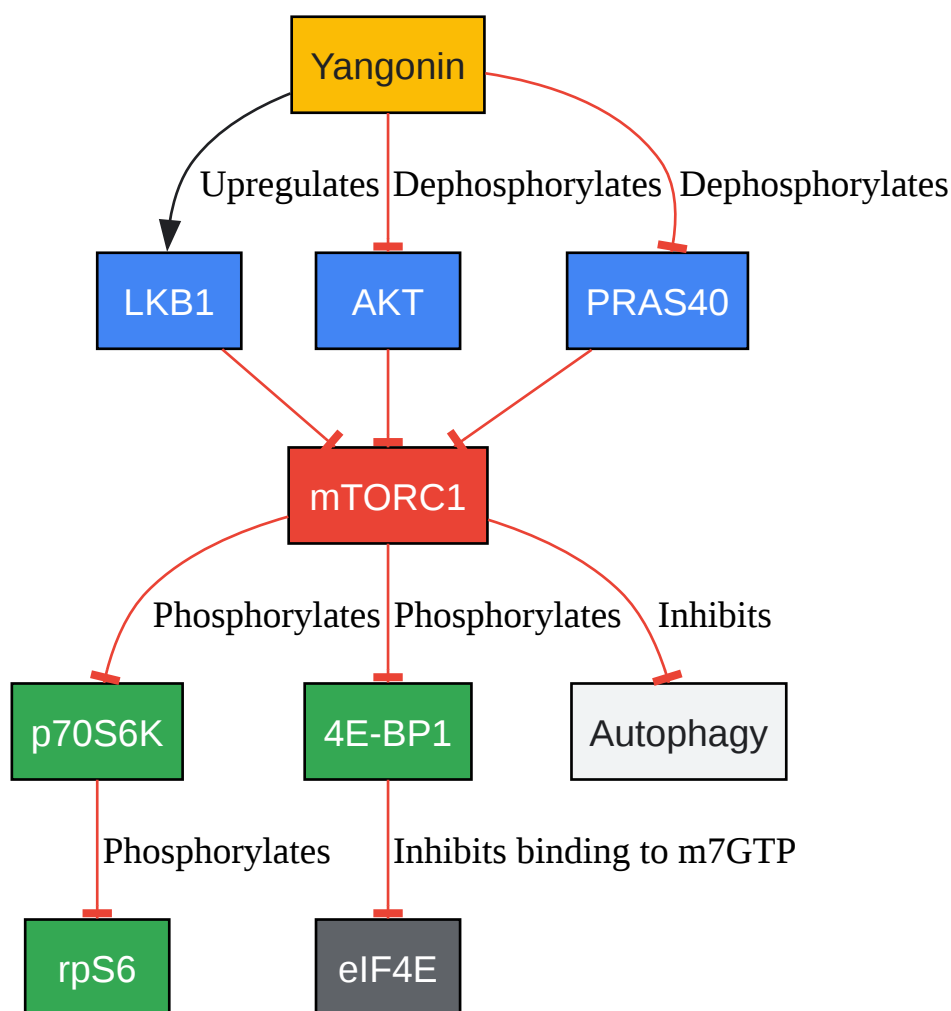 Yangonin
Upregulates
Dephosphorylates
Dephosphorylates
LKB1
AKT
PRAS40
mTORC1
Phosphorylates
Phosphorylates
Inhibits
p70S6K
4E-BP1
Autophagy
Phosphorylates
Inhibits binding to m7GTP
rpS6
eIF4E